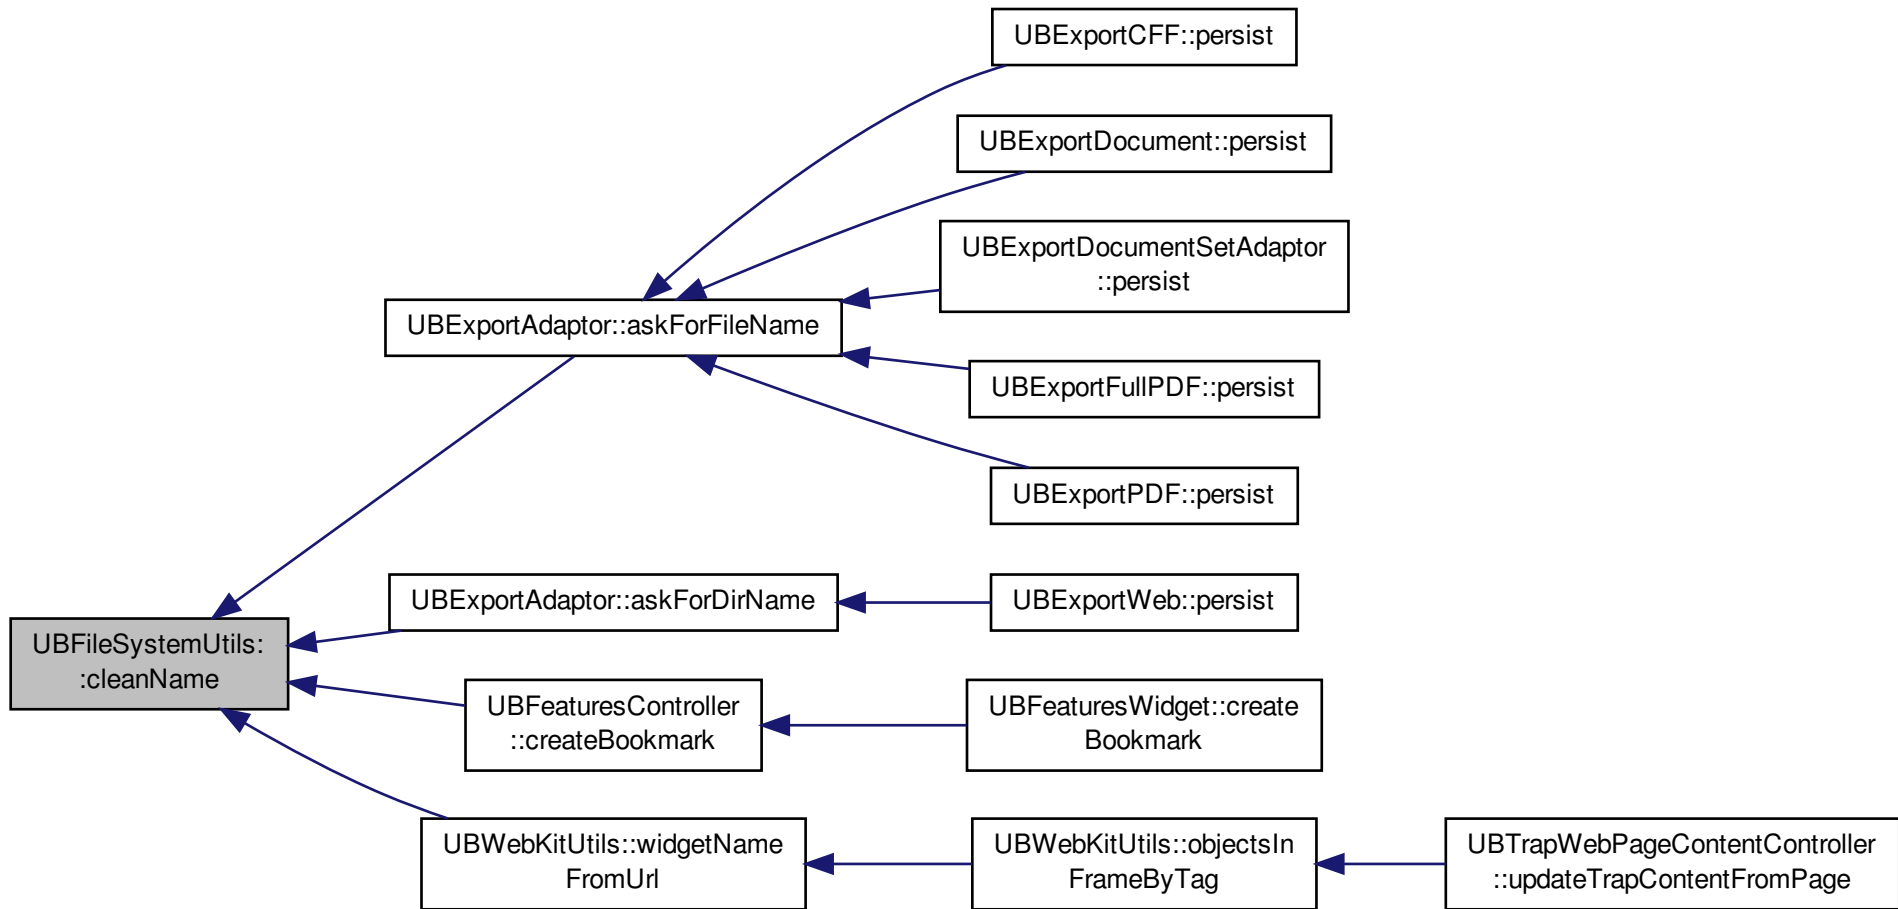 UBExportCFF::persist
UBExportDocument::persist
UBExportDocumentSetAdaptor
::persist
UBExportAdaptor::askForFileName
UBExportFullPDF::persist
UBExportPDF::persist
UBExportAdaptor::askForDirName
UBExportWeb::persist
UBFileSystemUtils:
:cleanName
UBFeaturesController
::createBookmark
UBFeaturesWidget::create
Bookmark
UBWebKitUtils::widgetName
FromUrl
UBWebKitUtils::objectsIn
FrameByTag
UBTrapWebPageContentController
::updateTrapContentFromPage